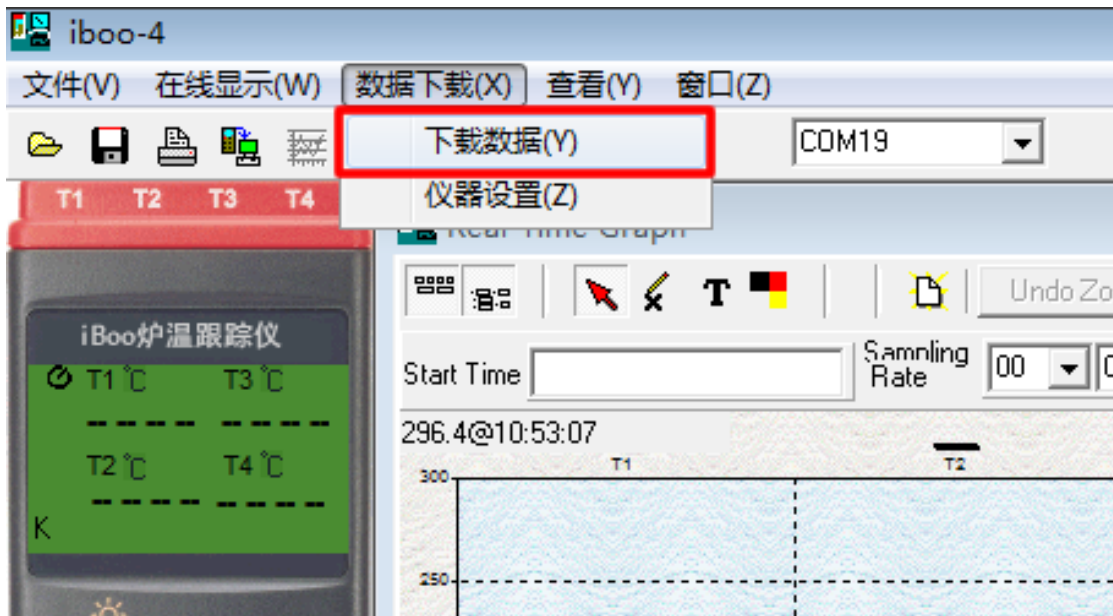 iboo-4
文件(V) 在线显示(W) 数据下载(X) 查看(Y) 窗口(Z)
下载数据(Y)
COM19
仪器设置(Z)
T1 T2 T3 T4
Real Time Graph
T
Undo Zo
iBoo炉温跟踪仪
Start Time
Sampling
Rate
00
T1 ℃ T3 ℃
-- -- -- -- -- -- -- --
T2 ℃ T4 ℃
-- -- -- -- -- -- -- --
K
296.4@10:53:07
T1 T2
300
250